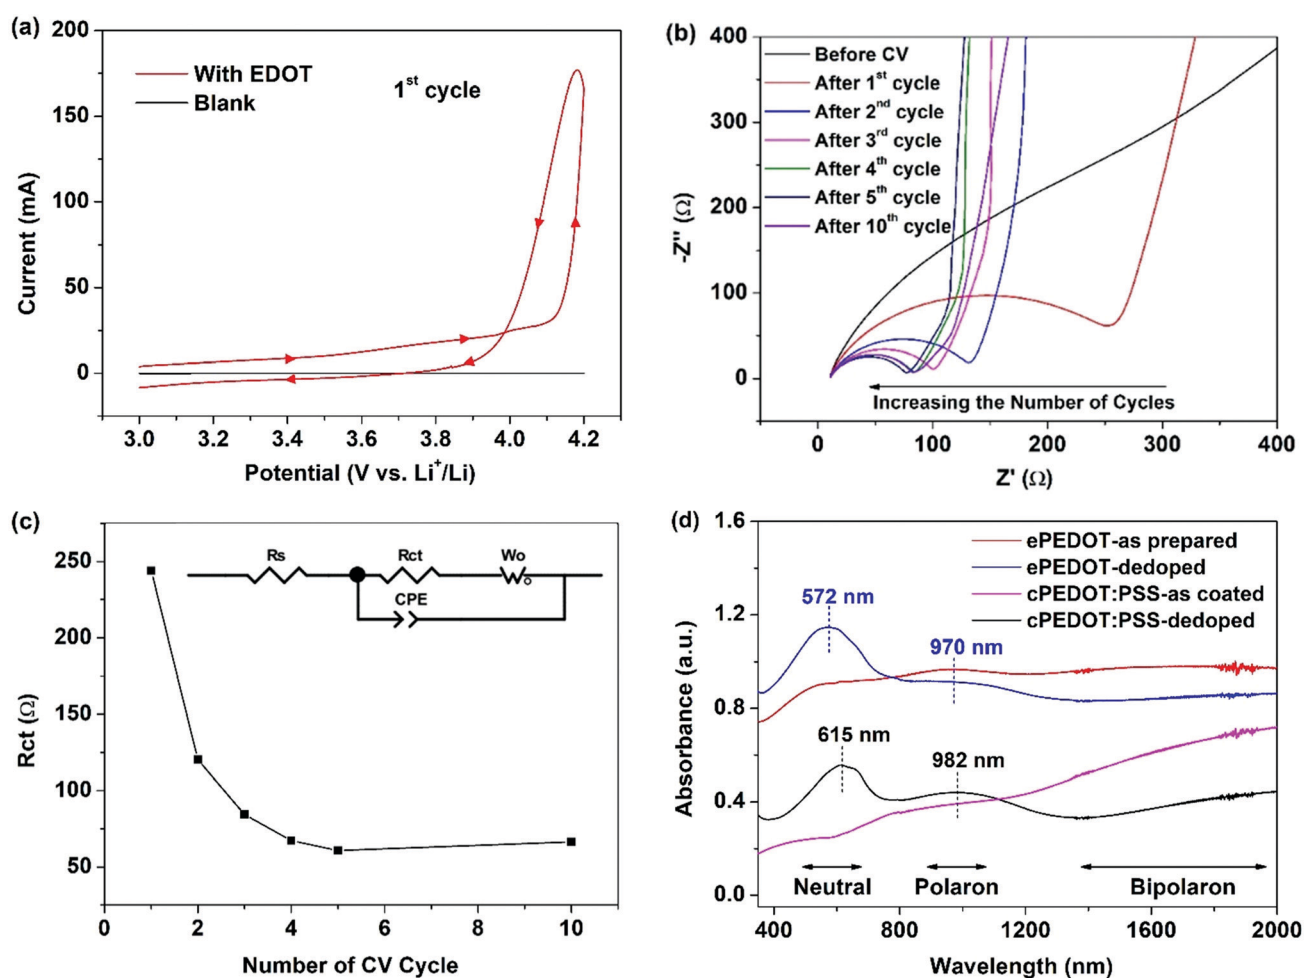 (a)
200
150
100
50
0
Current (mA)
With EDOT
Blank
1st cycle
3.0 3.2 3.4 3.6 3.8 4.0 4.2
Potential (V vs. Li+/Li)
(b)
400
300
200
100
0
-Z'' (Ω)
Before CV
After 1st cycle
After 2nd cycle
After 3rd cycle
After 4th cycle
After 5th cycle
After 10th cycle
Increasing the Number of Cycles
0 100 200 300 400
Z' (Ω)
(c)
250
200
150
100
50
Rct (Ω)
Rs
Rct
Wo
CPE
0 2 4 6 8 10
Number of CV Cycle
(d)
1.6
1.2
0.8
0.4
0.0
Absorbance (a.u.)
ePEDOT-as prepared
ePEDOT-dedoped
cPEDOT:PSS-as coated
cPEDOT:PSS-dedoped
572 nm
970 nm
615 nm
982 nm
Neutral
Polaron
Bipolaron
400 800 1200 1600 2000
Wavelength (nm)